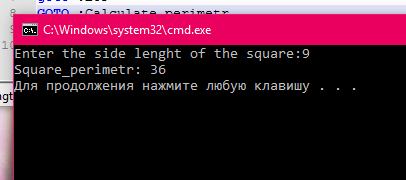 GOTO :Calculate_perimetr
C:\Windows\system32\cmd.exe
Enter the side lenght of the square:9
Square_perimetr: 36
Для продолжения нажмите любую клавишу . . .